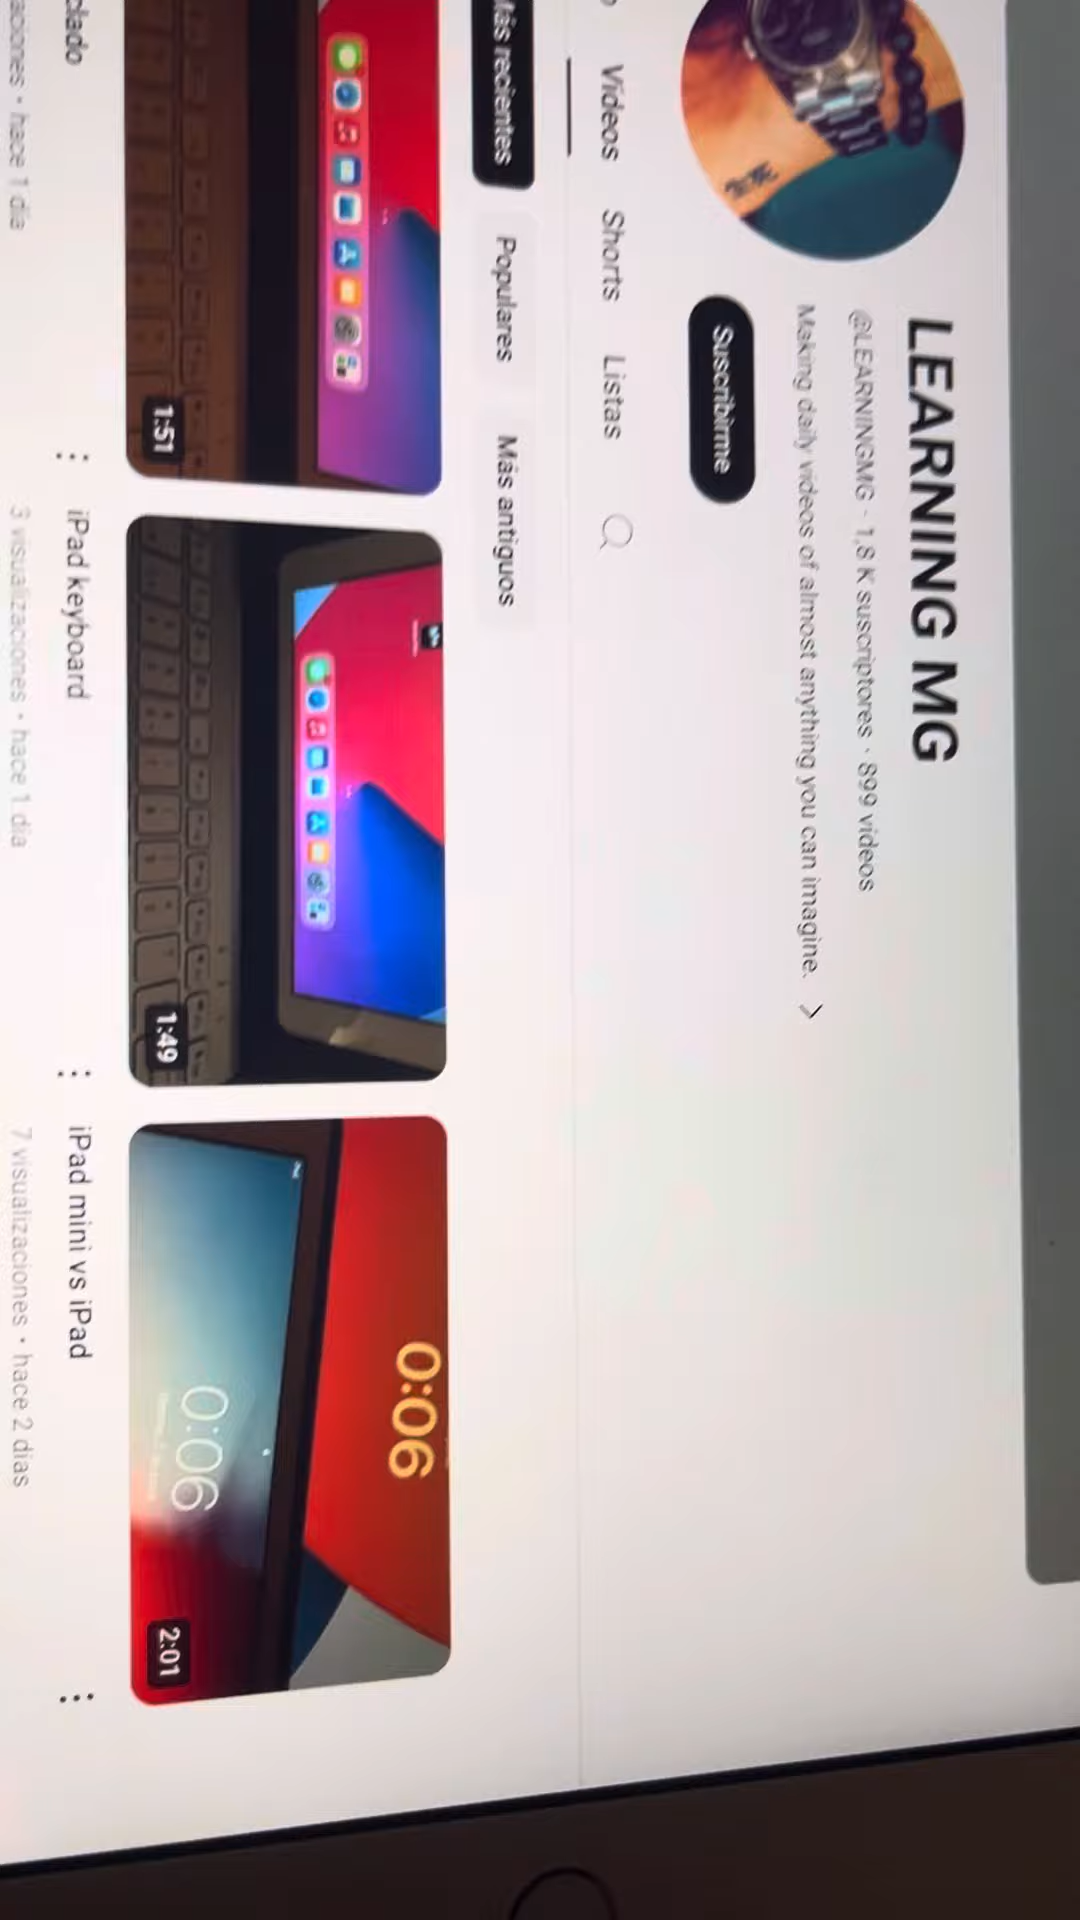 LEARNING MG
@LEARNINGMG · 1,8 K suscriptores · 899 videos
Making daily videos of almost anything you can imagine. >
Suscribirme
Videos Shorts Listas
Más recientes Populares Más antiguos
1:51
1:49
0:06
0:06
2:01
iPad keyboard
3 visualizaciones · hace 1 día
iPad mini vs iPad
7 visualizaciones · hace 2 días
hace 1 día